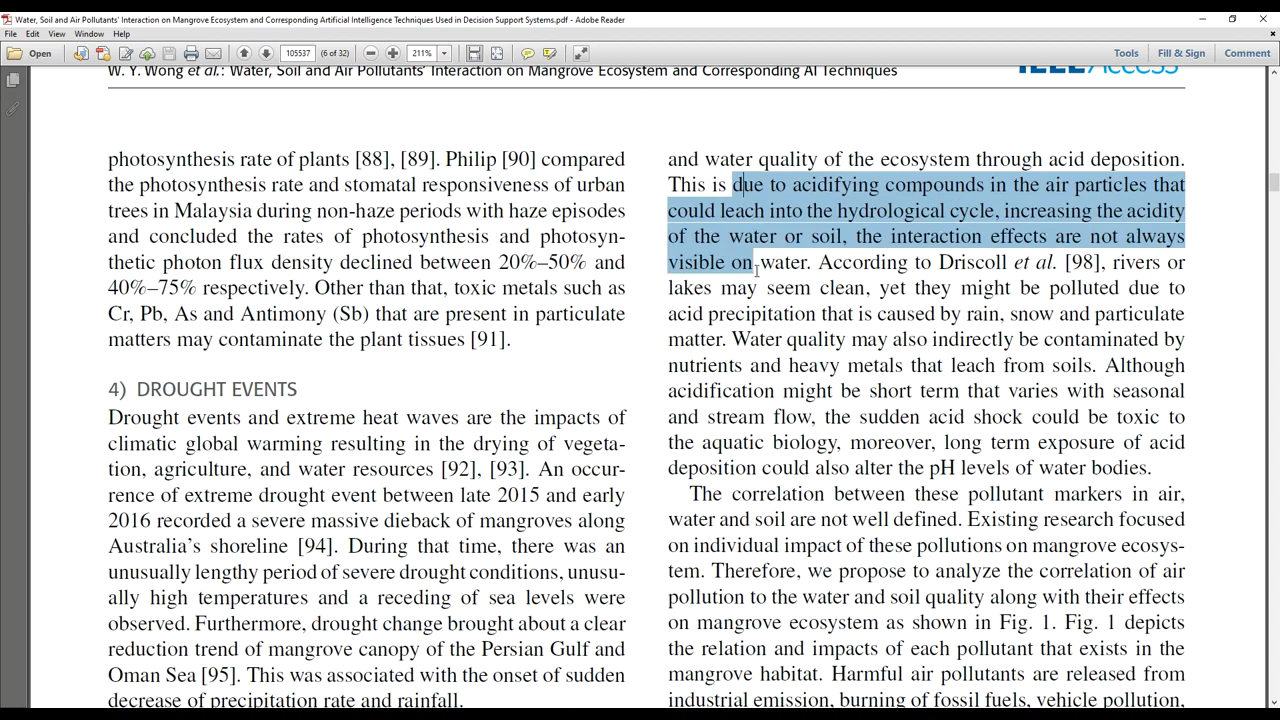 Water, Soil and Air Pollutants' Interaction on Mangrove Ecosystem and Corresponding Artificial Intelligence Techniques Used in Decision Support Systems.pdf - Adobe Reader
File Edit View Window Help
Open 105537 (6 of 32) 211% Tools Fill & Sign Comment
W. Y. Wong et al.: Water, Soil and Air Pollutants' Interaction on Mangrove Ecosystem and Corresponding AI Techniques
IEEE Access
photosynthesis rate of plants [88], [89]. Philip [90] compared
the photosynthesis rate and stomatal responsiveness of urban
trees in Malaysia during non-haze periods with haze episodes
and concluded the rates of photosynthesis and photosyn-
thetic photon flux density declined between 20%–50% and
40%–75% respectively. Other than that, toxic metals such as
Cr, Pb, As and Antimony (Sb) that are present in particulate
matters may contaminate the plant tissues [91].
4) DROUGHT EVENTS
Drought events and extreme heat waves are the impacts of
climatic global warming resulting in the drying of vegeta-
tion, agriculture, and water resources [92], [93]. An occur-
rence of extreme drought event between late 2015 and early
2016 recorded a severe massive dieback of mangroves along
Australia's shoreline [94]. During that time, there was an
unusually lengthy period of severe drought conditions, unusu-
ally high temperatures and a receding of sea levels were
observed. Furthermore, drought change brought about a clear
reduction trend of mangrove canopy of the Persian Gulf and
Oman Sea [95]. This was associated with the onset of sudden
decrease of precipitation rate and rainfall.
and water quality of the ecosystem through acid deposition.
This is due to acidifying compounds in the air particles that
could leach into the hydrological cycle, increasing the acidity
of the water or soil, the interaction effects are not always
visible on water. According to Driscoll et al. [98], rivers or
lakes may seem clean, yet they might be polluted due to
acid precipitation that is caused by rain, snow and particulate
matter. Water quality may also indirectly be contaminated by
nutrients and heavy metals that leach from soils. Although
acidification might be short term that varies with seasonal
and stream flow, the sudden acid shock could be toxic to
the aquatic biology, moreover, long term exposure of acid
deposition could also alter the pH levels of water bodies.
The correlation between these pollutant markers in air,
water and soil are not well defined. Existing research focused
on individual impact of these pollutions on mangrove ecosys-
tem. Therefore, we propose to analyze the correlation of air
pollution to the water and soil quality along with their effects
on mangrove ecosystem as shown in Fig. 1. Fig. 1 depicts
the relation and impacts of each pollutant that exists in the
mangrove habitat. Harmful air pollutants are released from
industrial emission, burning of fossil fuels, vehicle pollution,